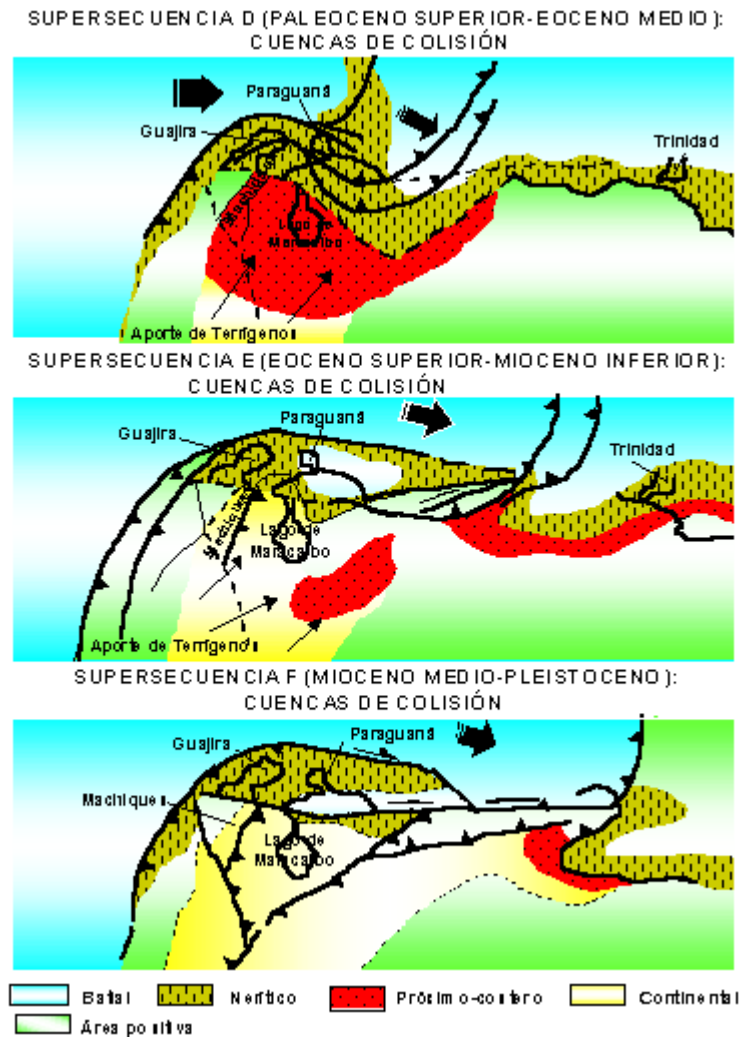 SUPERSECUENCIA D (PALEOCENO SUPERIOR-EOCENO MEDIO):
CUENCAS DE COLISIÓN
Paraguaná
Guajira
Trinidad
Machiques
Lago de
Maracaibo
Aporte de Terrígenos
SUPERSECUENCIA E (EOCENO SUPERIOR-MIOCENO INFERIOR):
CUENCAS DE COLISIÓN
Paraguaná
Guajira
Trinidad
Machiques
Lago de
Maracaibo
Aporte de Terrígenos
SUPERSECUENCIA F (MIOCENO MEDIO-PLEISTOCENO):
CUENCAS DE COLISIÓN
Paraguaná
Guajira
Machiques
Lago de
Maracaibo
Batial Nerítico Próximo-costero Continental
Área positiva